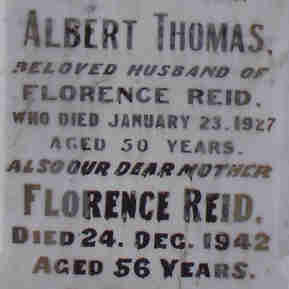 ALBERT THOMAS,
BELOVED HUSBAND OF
FLORENCE REID.
WHO DIED JANUARY 23. 1927
AGED 50 YEARS.
ALSO OUR DEAR MOTHER
FLORENCE REID.
DIED 24. DEC. 1942
AGED 56 YEARS.